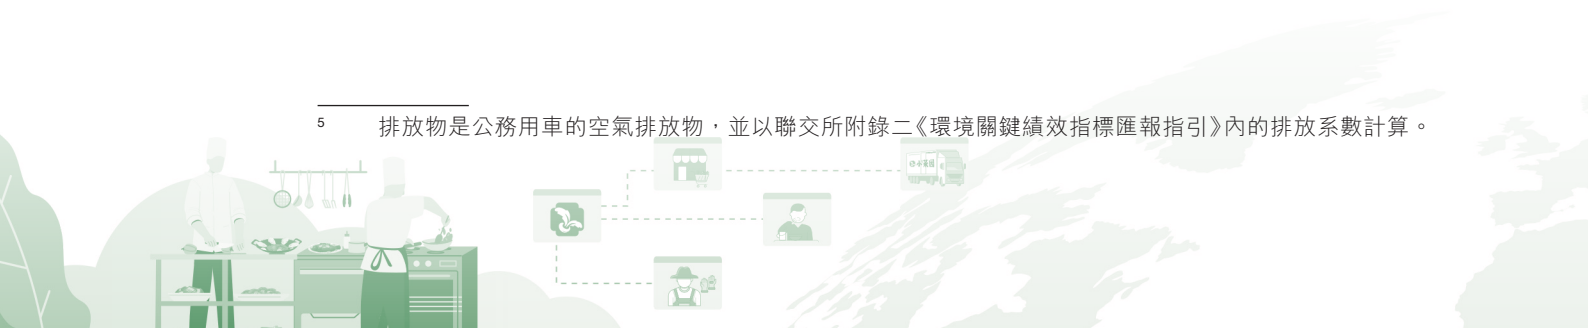 5 排放物是公務用車的空氣排放物，並以聯交所附錄二《環境關鍵績效指標匯報指引》內的排放系數計算。